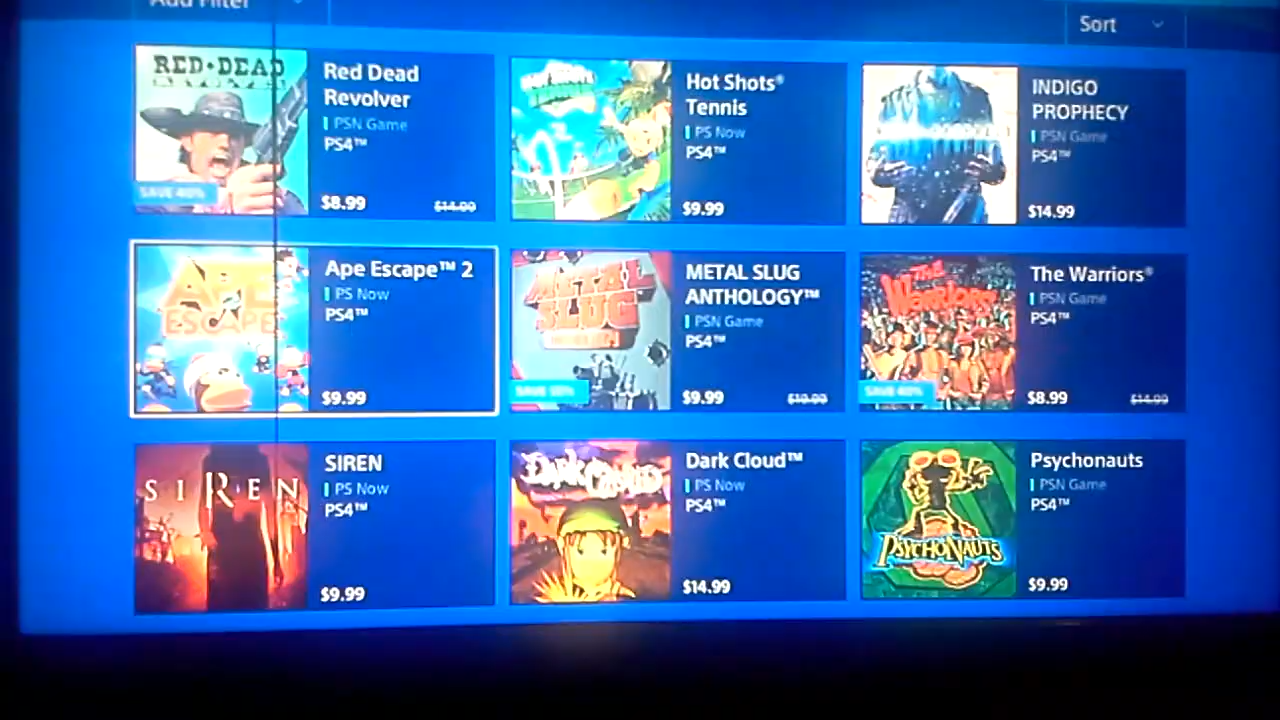 Add Filter
Sort
RED DEAD
Red Dead
Revolver
PSN Game
PS4™
SAVE 40%
$8.99
$14.99
Hot Shots®
Tennis
PS Now
PS4™
$9.99
INDIGO
PROPHECY
PSN Game
PS4™
$14.99
APE
ESCAPE
Ape Escape™ 2
PS Now
PS4™
$9.99
METAL
SLUG
METAL SLUG
ANTHOLOGY™
PSN Game
PS4™
SAVE 50%
$9.99
$19.99
THE
Warriors
The Warriors®
PSN Game
PS4™
SAVE 40%
$8.99
$14.99
SIREN
SIREN
PS Now
PS4™
$9.99
Dark Cloud
Dark Cloud™
PS Now
PS4™
$14.99
PSYCHONAUTS
Psychonauts
PSN Game
PS4™
$9.99